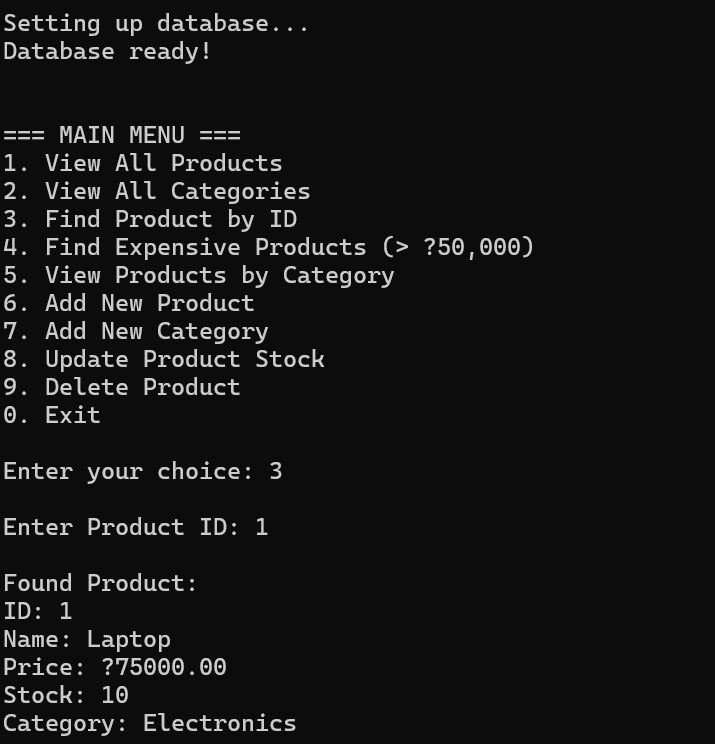 Setting up database...
Database ready!
=== MAIN MENU ===
1. View All Products
2. View All Categories
3. Find Product by ID
4. Find Expensive Products (> ?50,000)
5. View Products by Category
6. Add New Product
7. Add New Category
8. Update Product Stock
9. Delete Product
0. Exit
Enter your choice: 3
Enter Product ID: 1
Found Product:
ID: 1
Name: Laptop
Price: ?75000.00
Stock: 10
Category: Electronics